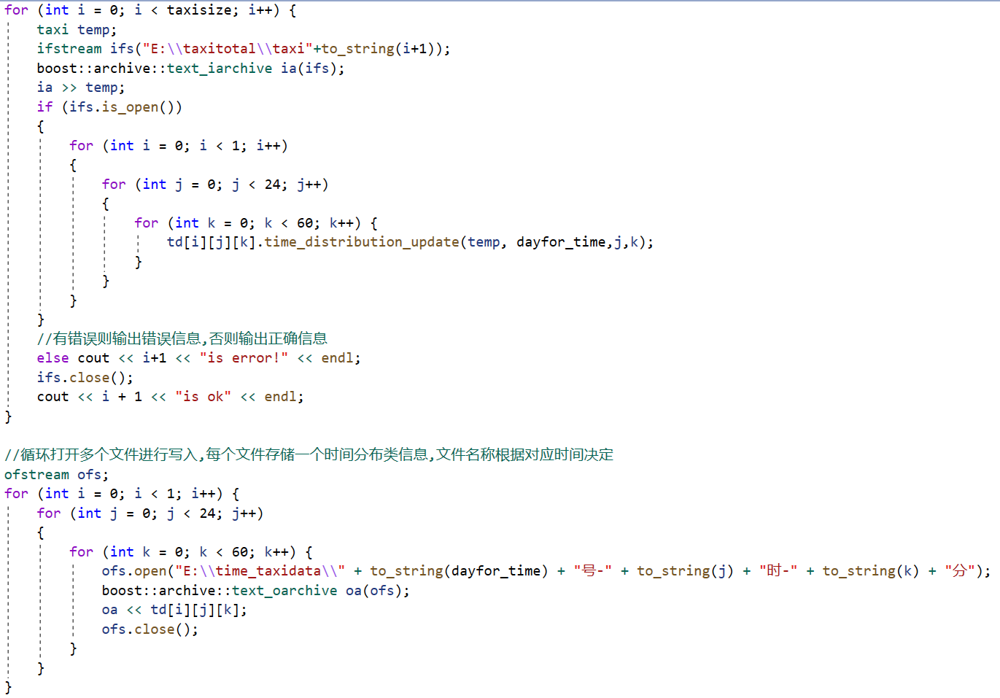 for (int i = 0; i < taxisize; i++) {
taxi temp;
ifstream ifs("E:\\taxitotal\\taxi"+to_string(i+1));
boost::archive::text_iarchive ia(ifs);
ia >> temp;
if (ifs.is_open())
{
for (int i = 0; i < 1; i++)
{
for (int j = 0; j < 24; j++)
{
for (int k = 0; k < 60; k++) {
td[i][j][k].time_distribution_update(temp, dayfor_time,j,k);
}
}
}
}
//有错误则输出错误信息,否则输出正确信息
else cout << i+1 << "is error!" << endl;
ifs.close();
cout << i + 1 << "is ok" << endl;
}
//循环打开多个文件进行写入,每个文件存储一个时间分布类信息,文件名称根据对应时间决定
ofstream ofs;
for (int i = 0; i < 1; i++) {
for (int j = 0; j < 24; j++)
{
for (int k = 0; k < 60; k++) {
ofs.open("E:\\time_taxidata\\" + to_string(dayfor_time) + "号-" + to_string(j) + "时-" + to_string(k) + "分");
boost::archive::text_oarchive oa(ofs);
oa << td[i][j][k];
ofs.close();
}
}
}